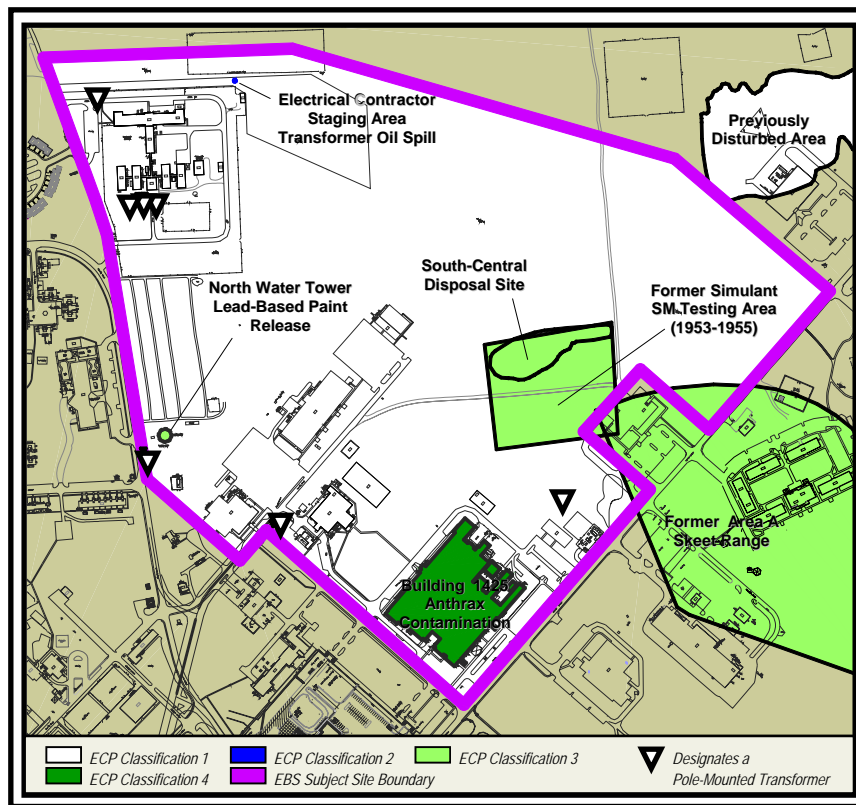 Electrical Contractor
Staging Area
Transformer Oil Spill
Previously
Disturbed Area
South-Central
Disposal Site
North Water Tower
Lead-Based Paint
Release
Former Simulant
SM Testing Area
(1953-1955)
Former Area A
Skeet Range
Building 1425
Anthrax
Contamination
ECP Classification 1
ECP Classification 2
ECP Classification 3
Designates a
Pole-Mounted Transformer
ECP Classification 4
EBS Subject Site Boundary